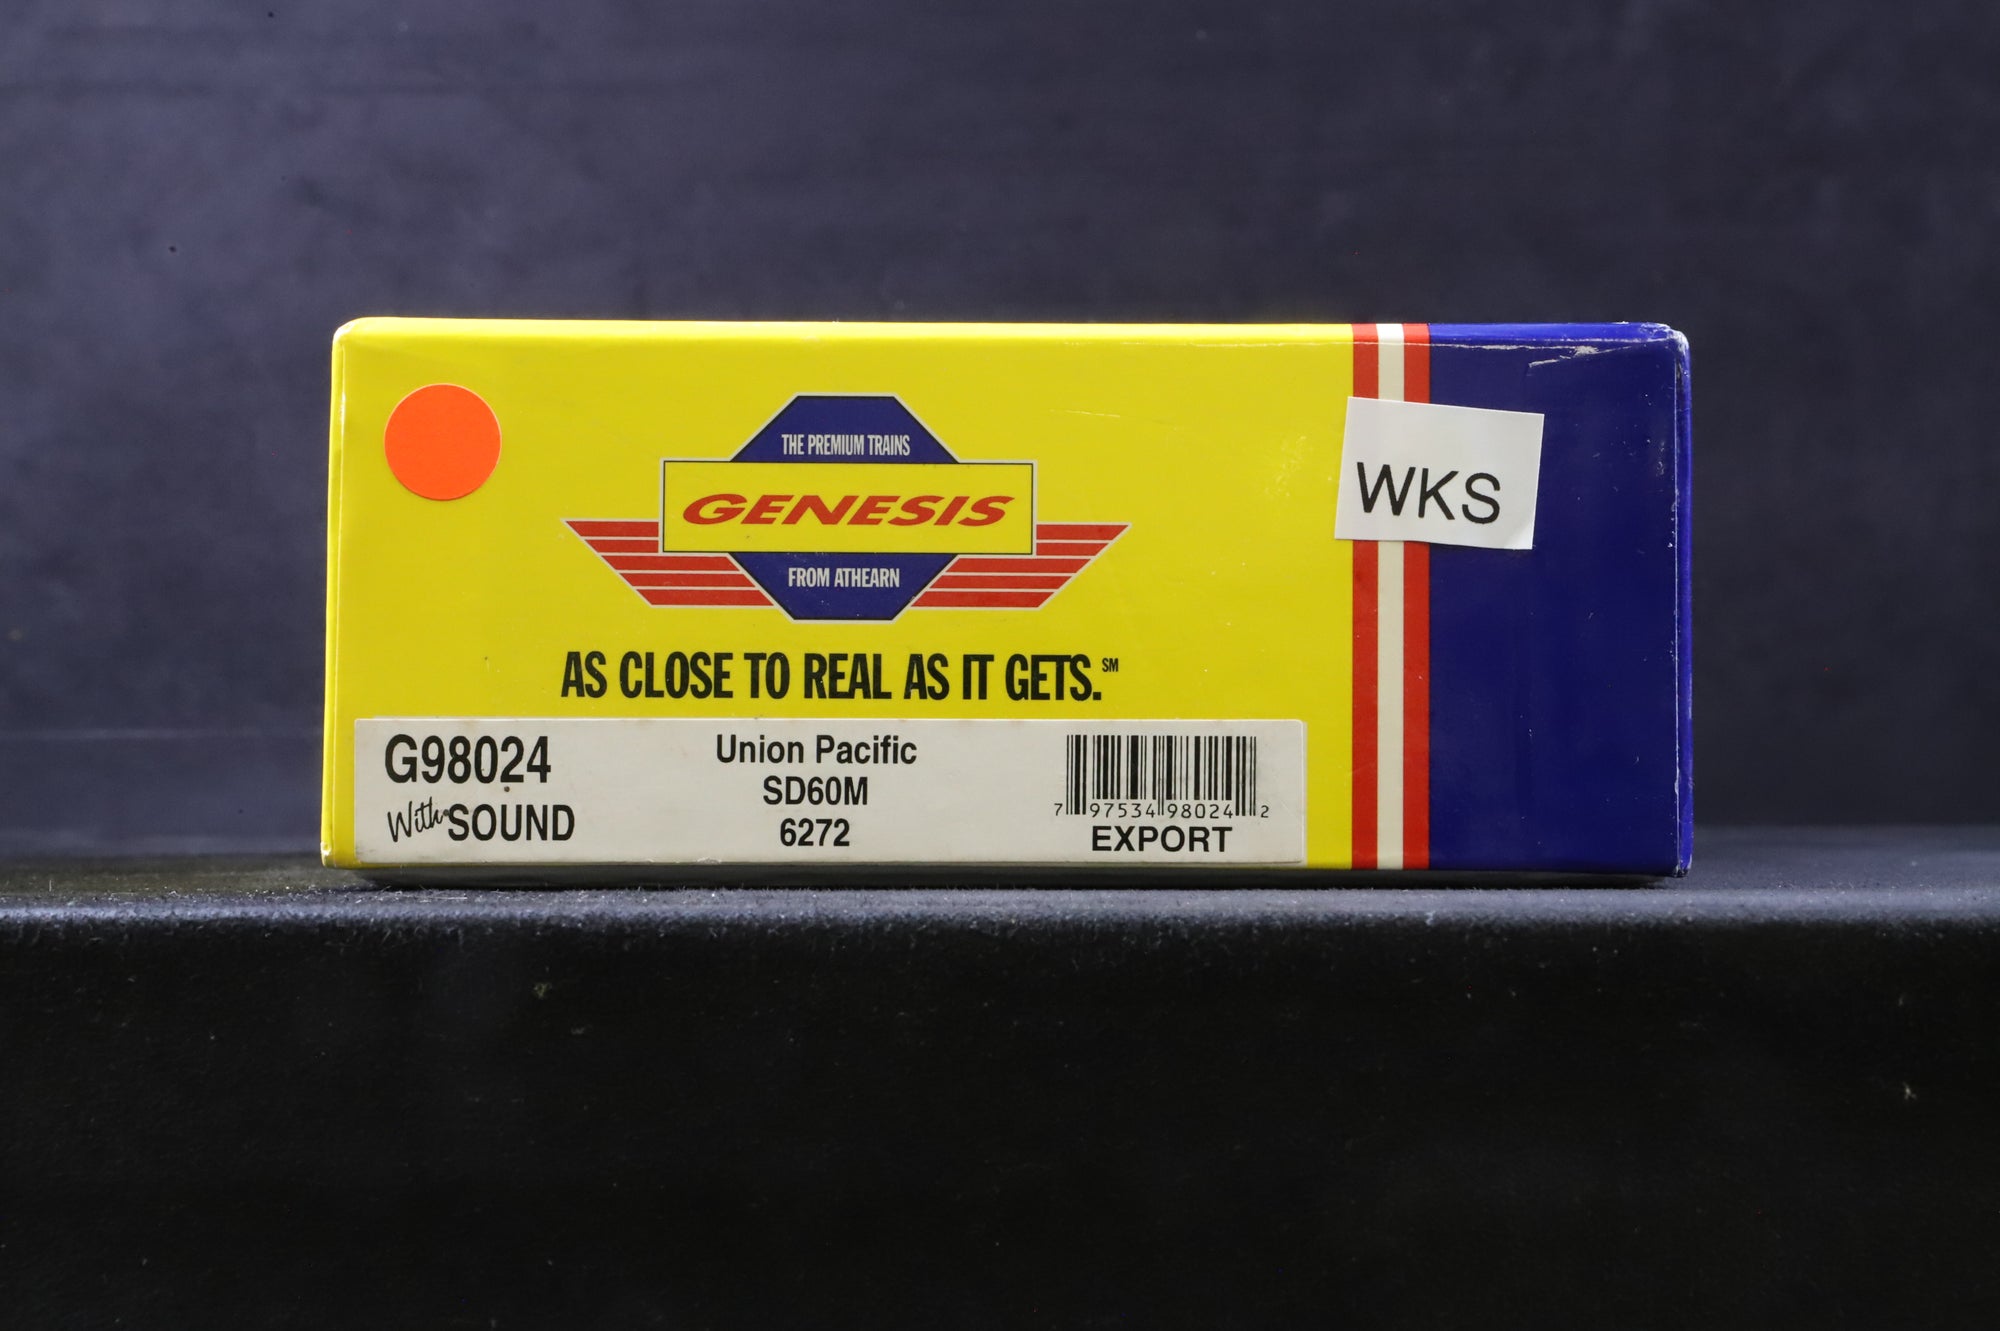 THE PREMIUM TRAINS
GENESIS
FROM ATHEARN
AS CLOSE TO REAL AS IT GETS.℠
WKS
G98024
With SOUND
Union Pacific
SD60M
6272
7 97534 98024 2
EXPORT